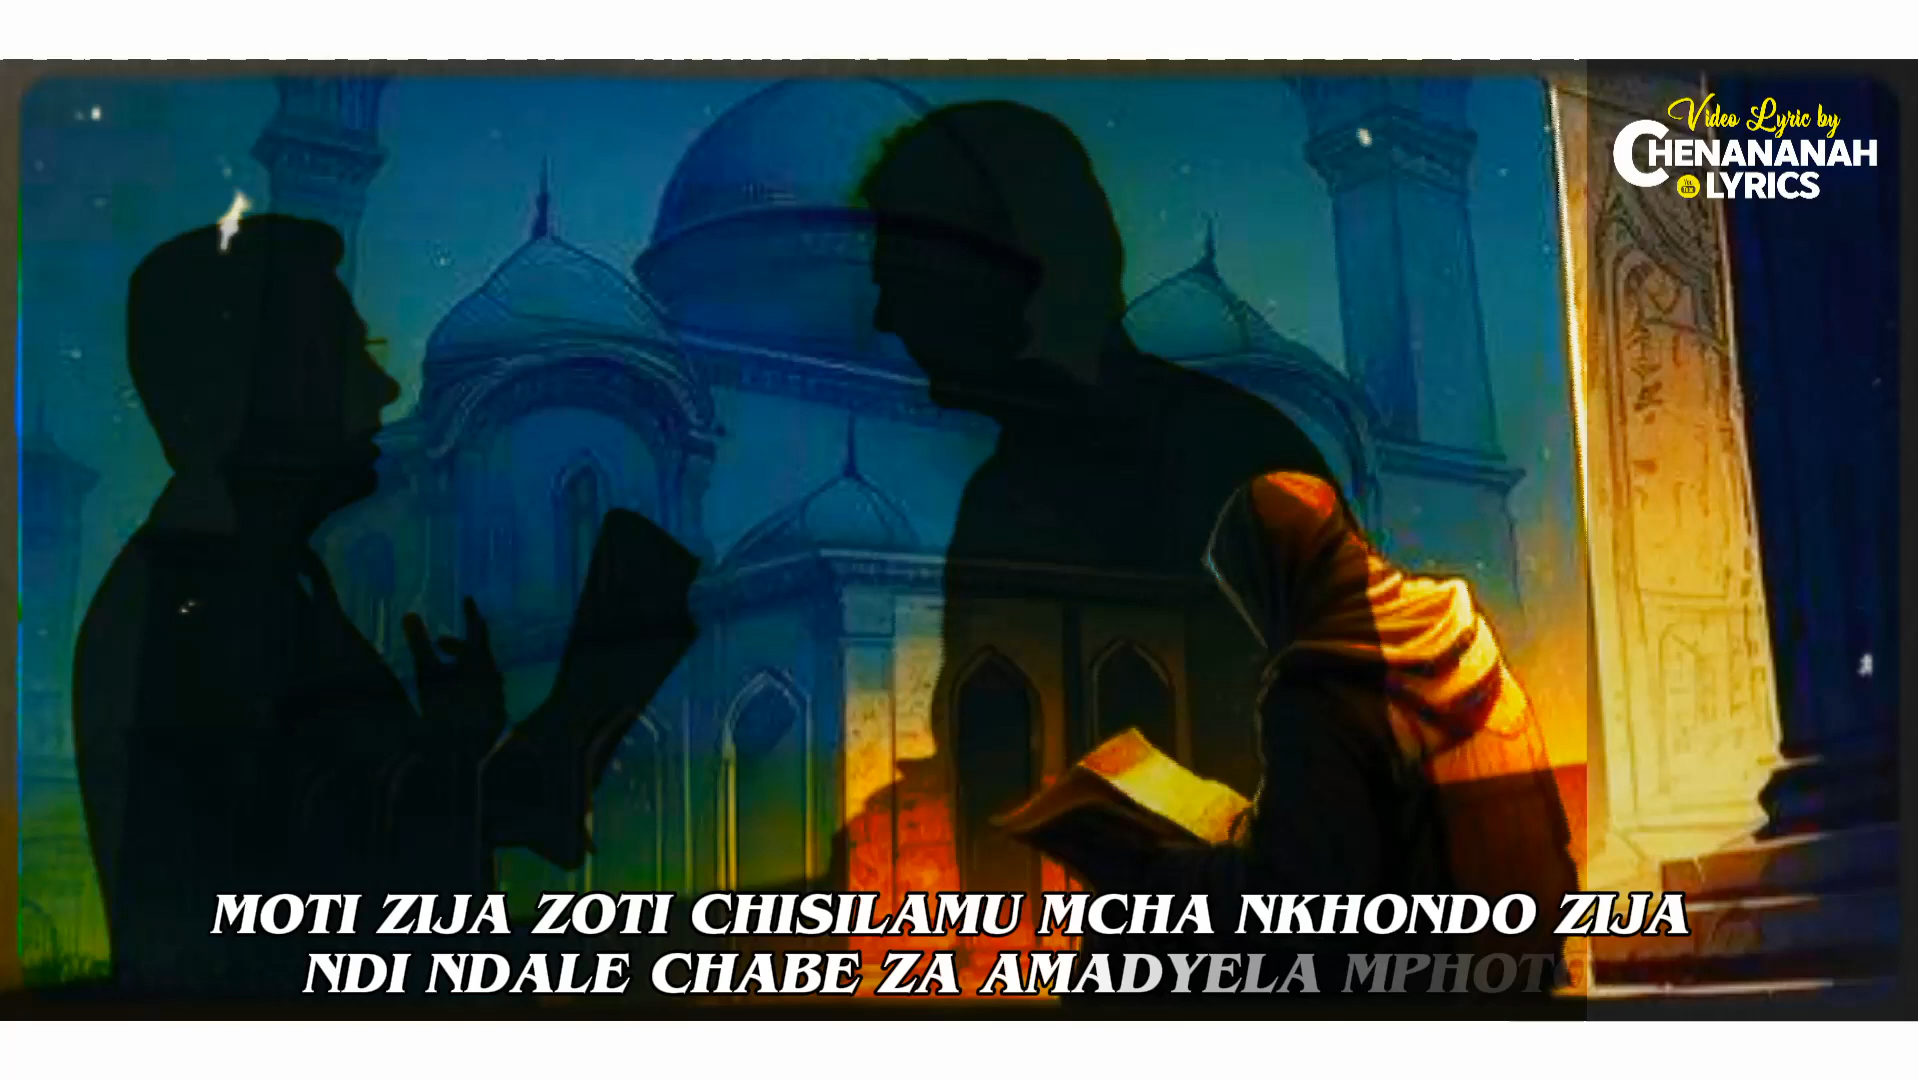 Video Lyric by
CHENANANAH
LYRICS
MOTI ZIJA ZOTI CHISILAMU MCHA NKHONDO ZIJA
NDI NDALE CHABE ZA AMADYELA